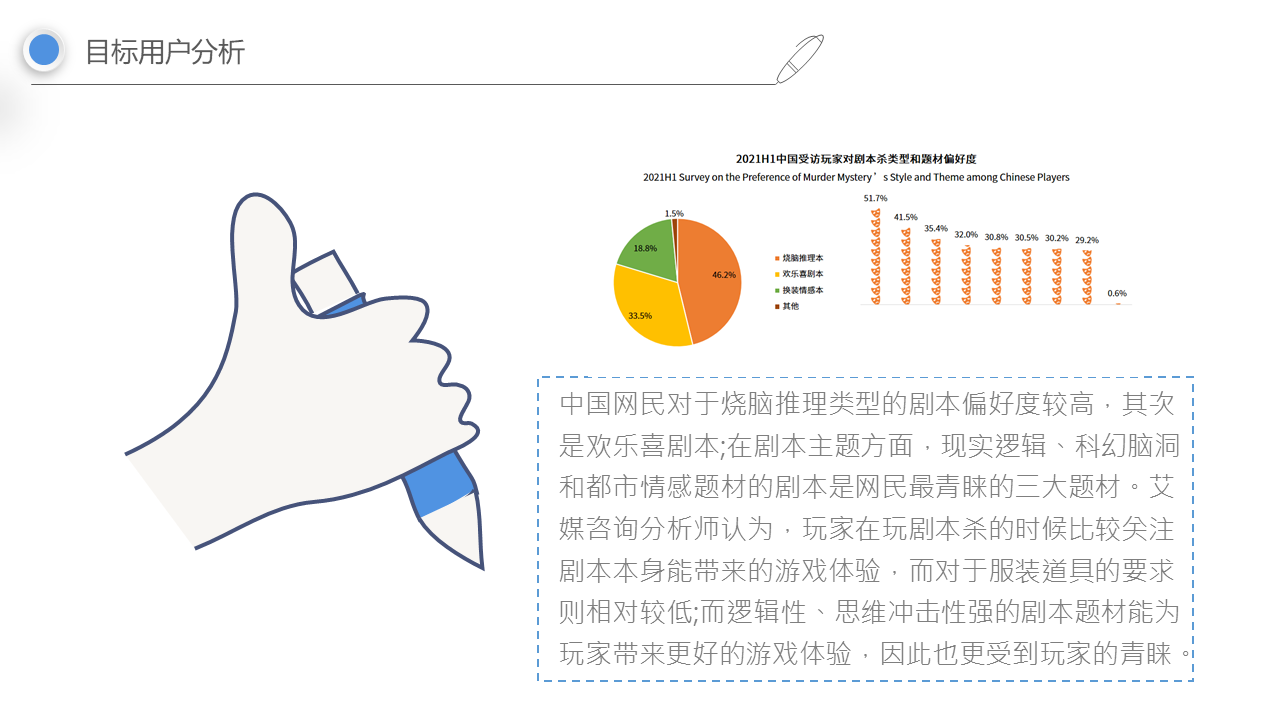 目标用户分析
2021H1中国受访玩家对剧本杀类型和题材偏好度
2021H1 Survey on the Preference of Murder Mystery’s Style and Theme among Chinese Players
1.5%
18.8%
46.2%
33.5%
烧脑推理本
欢乐喜剧本
换装情感本
其他
51.7%
41.5%
35.4%
32.0%
30.8%
30.5%
30.2%
29.2%
0.6%
中国网民对于烧脑推理类型的剧本偏好度较高，其次
是欢乐喜剧本;在剧本主题方面，现实逻辑、科幻脑洞
和都市情感题材的剧本是网民最青睐的三大题材。艾
媒咨询分析师认为，玩家在玩剧本杀的时候比较关注
剧本本身能带来的游戏体验，而对于服装道具的要求
则相对较低;而逻辑性、思维冲击性强的剧本题材能为
玩家带来更好的游戏体验，因此也更受到玩家的青睐。